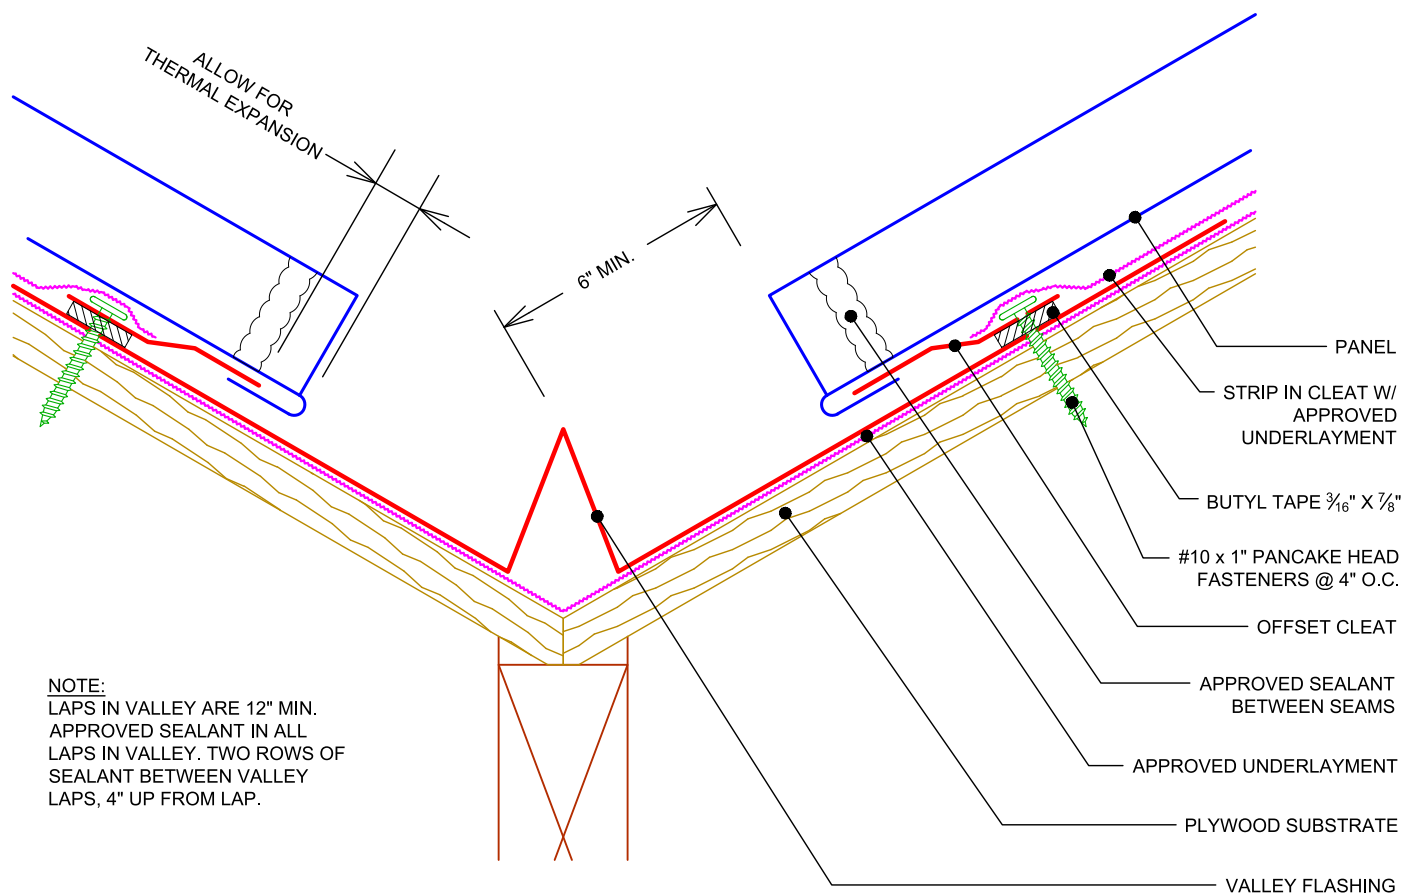 ALLOW FOR
THERMAL EXPANSION
6" MIN.
PANEL
STRIP IN CLEAT W/
APPROVED
UNDERLAYMENT
BUTYL TAPE 3⁄16" X 7⁄8"
#10 x 1" PANCAKE HEAD
FASTENERS @ 4" O.C.
OFFSET CLEAT
APPROVED SEALANT
BETWEEN SEAMS
APPROVED UNDERLAYMENT
PLYWOOD SUBSTRATE
VALLEY FLASHING
NOTE:
LAPS IN VALLEY ARE 12" MIN.
APPROVED SEALANT IN ALL
LAPS IN VALLEY. TWO ROWS OF
SEALANT BETWEEN VALLEY
LAPS, 4" UP FROM LAP.